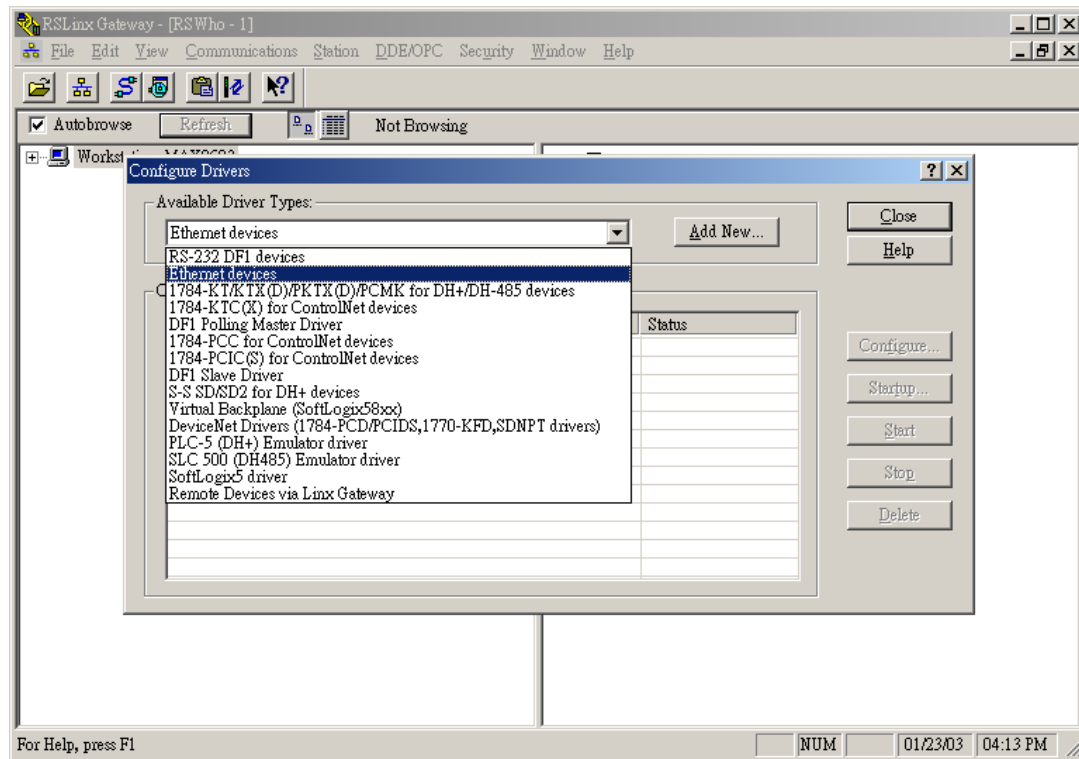 RSLinx Gateway - [RSWho - 1]
File Edit View Communications Station DDE/OPC Security Window Help
Autobrowse Refresh Not Browsing
Configure Drivers
Available Driver Types:
Ethernet devices
Add New...
Close
Help
RS-232 DF1 devices
Ethernet devices
1784-KT/KTX(D)/PKTX(D)/PCMK for DH+/DH-485 devices
1784-KTC(X) for ControlNet devices
DF1 Polling Master Driver
1784-PCC for ControlNet devices
1784-PCIC(S) for ControlNet devices
DF1 Slave Driver
S-S SD/SD2 for DH+ devices
Virtual Backplane (SoftLogix58xx)
DeviceNet Drivers (1784-PCD/PCIDS,1770-KFD,SDNPT drivers)
PLC-5 (DH+) Emulator driver
SLC 500 (DH485) Emulator driver
SoftLogix5 driver
Remote Devices via Linx Gateway
Status
Configure...
Startup...
Start
Stop
Delete
For Help, press F1
NUM 01/23/03 04:13 PM